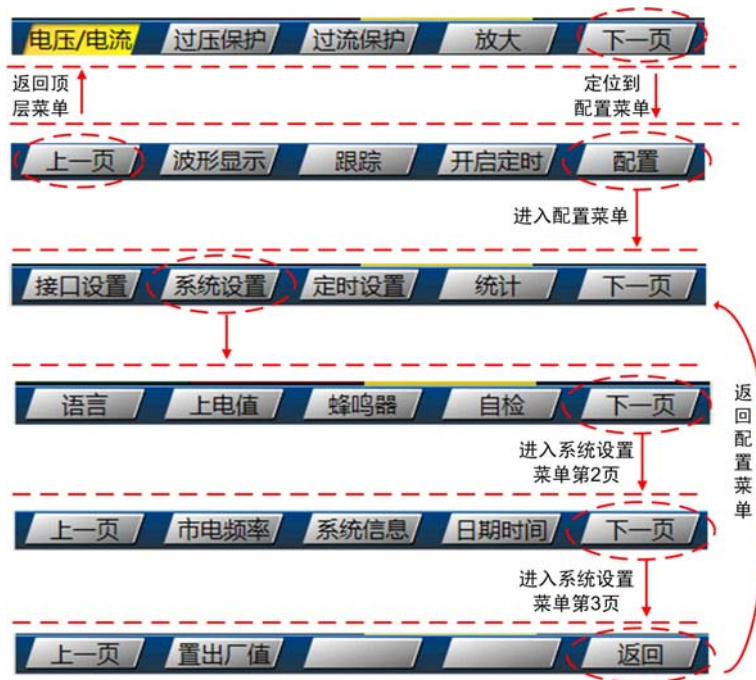 电压/电流 过压保护 过流保护 放大 下一页
返回顶
层菜单
定位到
配置菜单
上一页 波形显示 跟踪 开启定时 配置
进入配置菜单
接口设置 系统设置 定时设置 统计 下一页
语言 上电值 蜂鸣器 自检 下一页
返回配置菜单
进入系统设置
菜单第2页
上一页 市电频率 系统信息 日期时间 下一页
进入系统设置
菜单第3页
上一页 置出厂值 返回